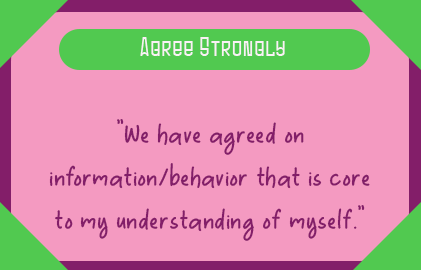 Agree Strongly
"We have agreed on
information/behavior that is core
to my understanding of myself."